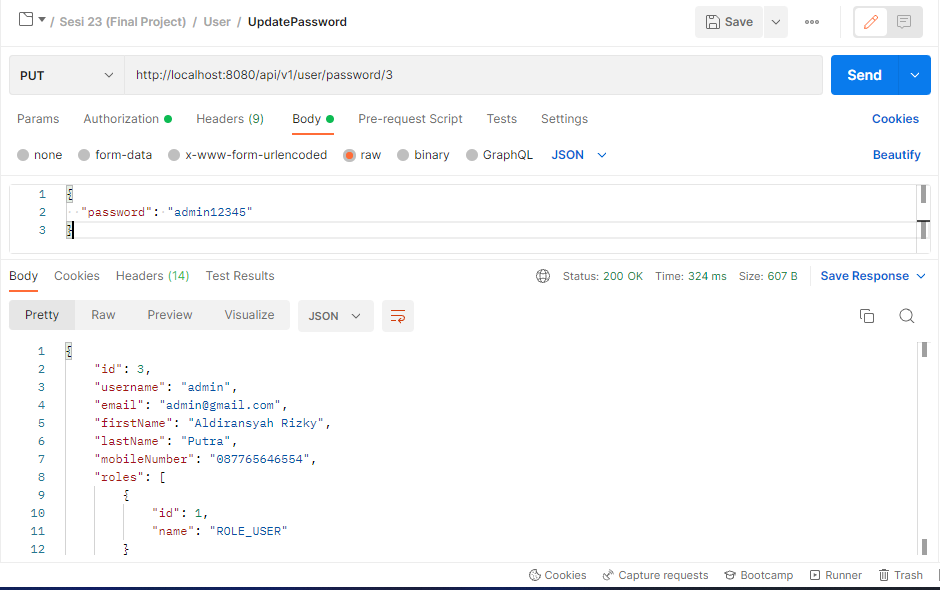 / Sesi 23 (Final Project) / User / UpdatePassword
Save
PUT http://localhost:8080/api/v1/user/password/3 Send
Params Authorization Headers (9) Body Pre-request Script Tests Settings Cookies
none form-data x-www-form-urlencoded raw binary GraphQL JSON Beautify
1 {
2 "password": "admin12345"
3 }
Body Cookies Headers (14) Test Results Status: 200 OK Time: 324 ms Size: 607 B Save Response
Pretty Raw Preview Visualize JSON
1 {
2 "id": 3,
3 "username": "admin",
4 "email": "admin@gmail.com",
5 "firstName": "Aldiransyah Rizky",
6 "lastName": "Putra",
7 "mobileNumber": "087765646554",
8 "roles": [
9 {
10 "id": 1,
11 "name": "ROLE_USER"
12 }
Cookies Capture requests Bootcamp Runner Trash